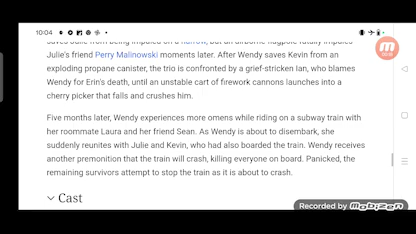 10:04
saves Julie from being impaled on a harrow, but an airborne flagpole fatally impales
Julie's friend Perry Malinowski moments later. After Wendy saves Kevin from an
exploding propane canister, the trio is confronted by a grief-stricken Ian, who blames
Wendy for Erin's death, until an unstable cart of firework cannons launches into a
cherry picker that falls and crushes him.
Five months later, Wendy experiences more omens while riding on a subway train with
her roommate Laura and her friend Sean. As Wendy is about to disembark, she
suddenly reunites with Julie and Kevin, who had also boarded the train. Wendy receives
another premonition that the train will crash, killing everyone on board. Panicked, the
remaining survivors attempt to stop the train as it is about to crash.
Cast
Recorded by MOBIZEN